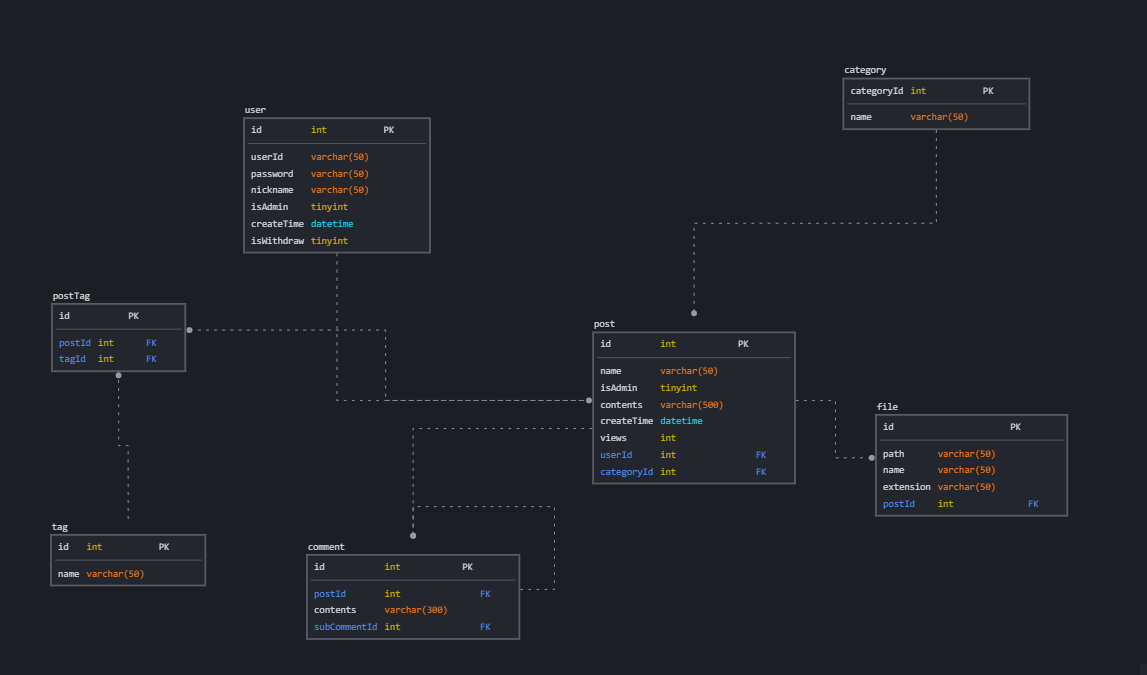 category
categoryId int PK
name varchar(50)
user
id int PK
userId varchar(50)
password varchar(50)
nickname varchar(50)
isAdmin tinyint
createTime datetime
isWithdraw tinyint
postTag
id PK
postId int FK
tagId int FK
post
id int PK
name varchar(50)
isAdmin tinyint
contents varchar(500)
createTime datetime
views int
userId int FK
categoryId int FK
file
id PK
path varchar(50)
name varchar(50)
extension varchar(50)
postId int FK
tag
id int PK
name varchar(50)
comment
id int PK
postId int FK
contents varchar(300)
subCommentId int FK